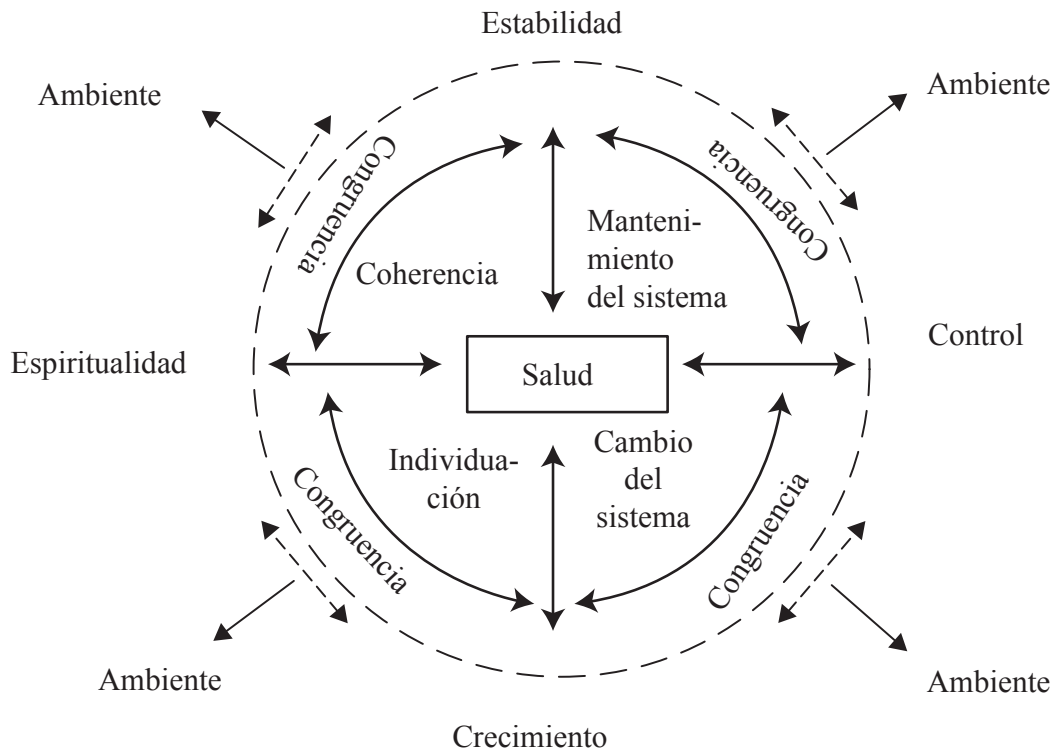 Estabilidad
Ambiente
Ambiente
Congruencia
Congruencia
Manteni-
miento
del sistema
Coherencia
Espiritualidad
Control
Salud
Individua-
ción
Cambio
del
sistema
Congruencia
Congruencia
Ambiente
Ambiente
Crecimiento